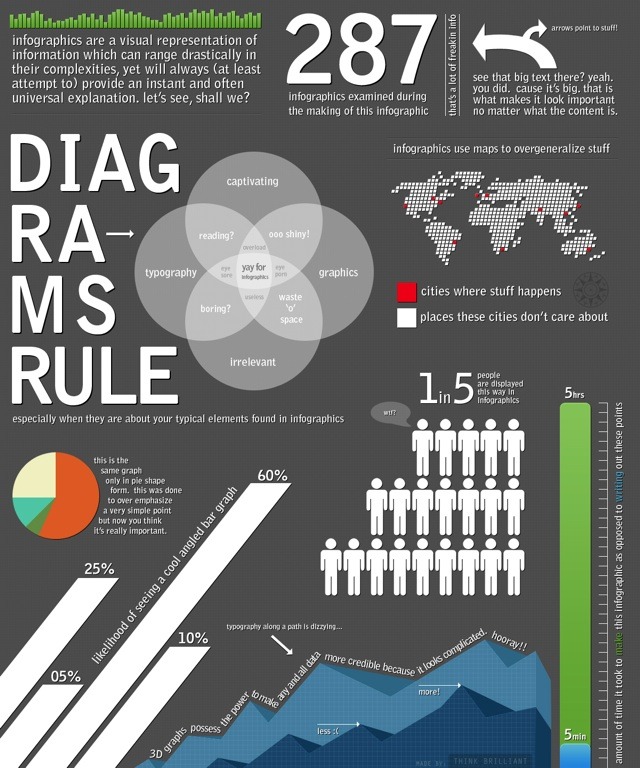 infographics are a visual representation of
information which can range drastically in
their complexities, yet will always (at least
attempt to) provide an instant and often
universal explanation. let's see, shall we?
287
infographics examined during
the making of this infographic
that's a lot of freakin info
arrows point to stuff!
see that big text there? yeah.
you did. cause it's big. that is
what makes it look important
no matter what the content is.
DIAG
RA
MS
RULE
captivating
reading?
ooo shiny!
overload
typography
eye
sore
yay for
infographics
eye
porn
graphics
boring?
useless
waste
'o'
space
irrelevant
especially when they are about your typical elements found in infographics
infographics use maps to overgeneralize stuff
cities where stuff happens
places these cities don't care about
1 in 5
people
are displayed
this way in
infographics
wtf?
5hrs
5min
amount of time it took to make this infographic as opposed to writing out these points
this is the
same graph
only in pie shape
form. this was done
to over emphasize
a very simple point
but now you think
it's really important.
60%
25%
10%
05%
likelihood of seeing a cool angled bar graph
typography along a path is dizzying...
3D graphs possess the power to make any and all data more credible because it looks complicated. hooray!!
more!
less :(
MADE BY: THINK BRILLIANT